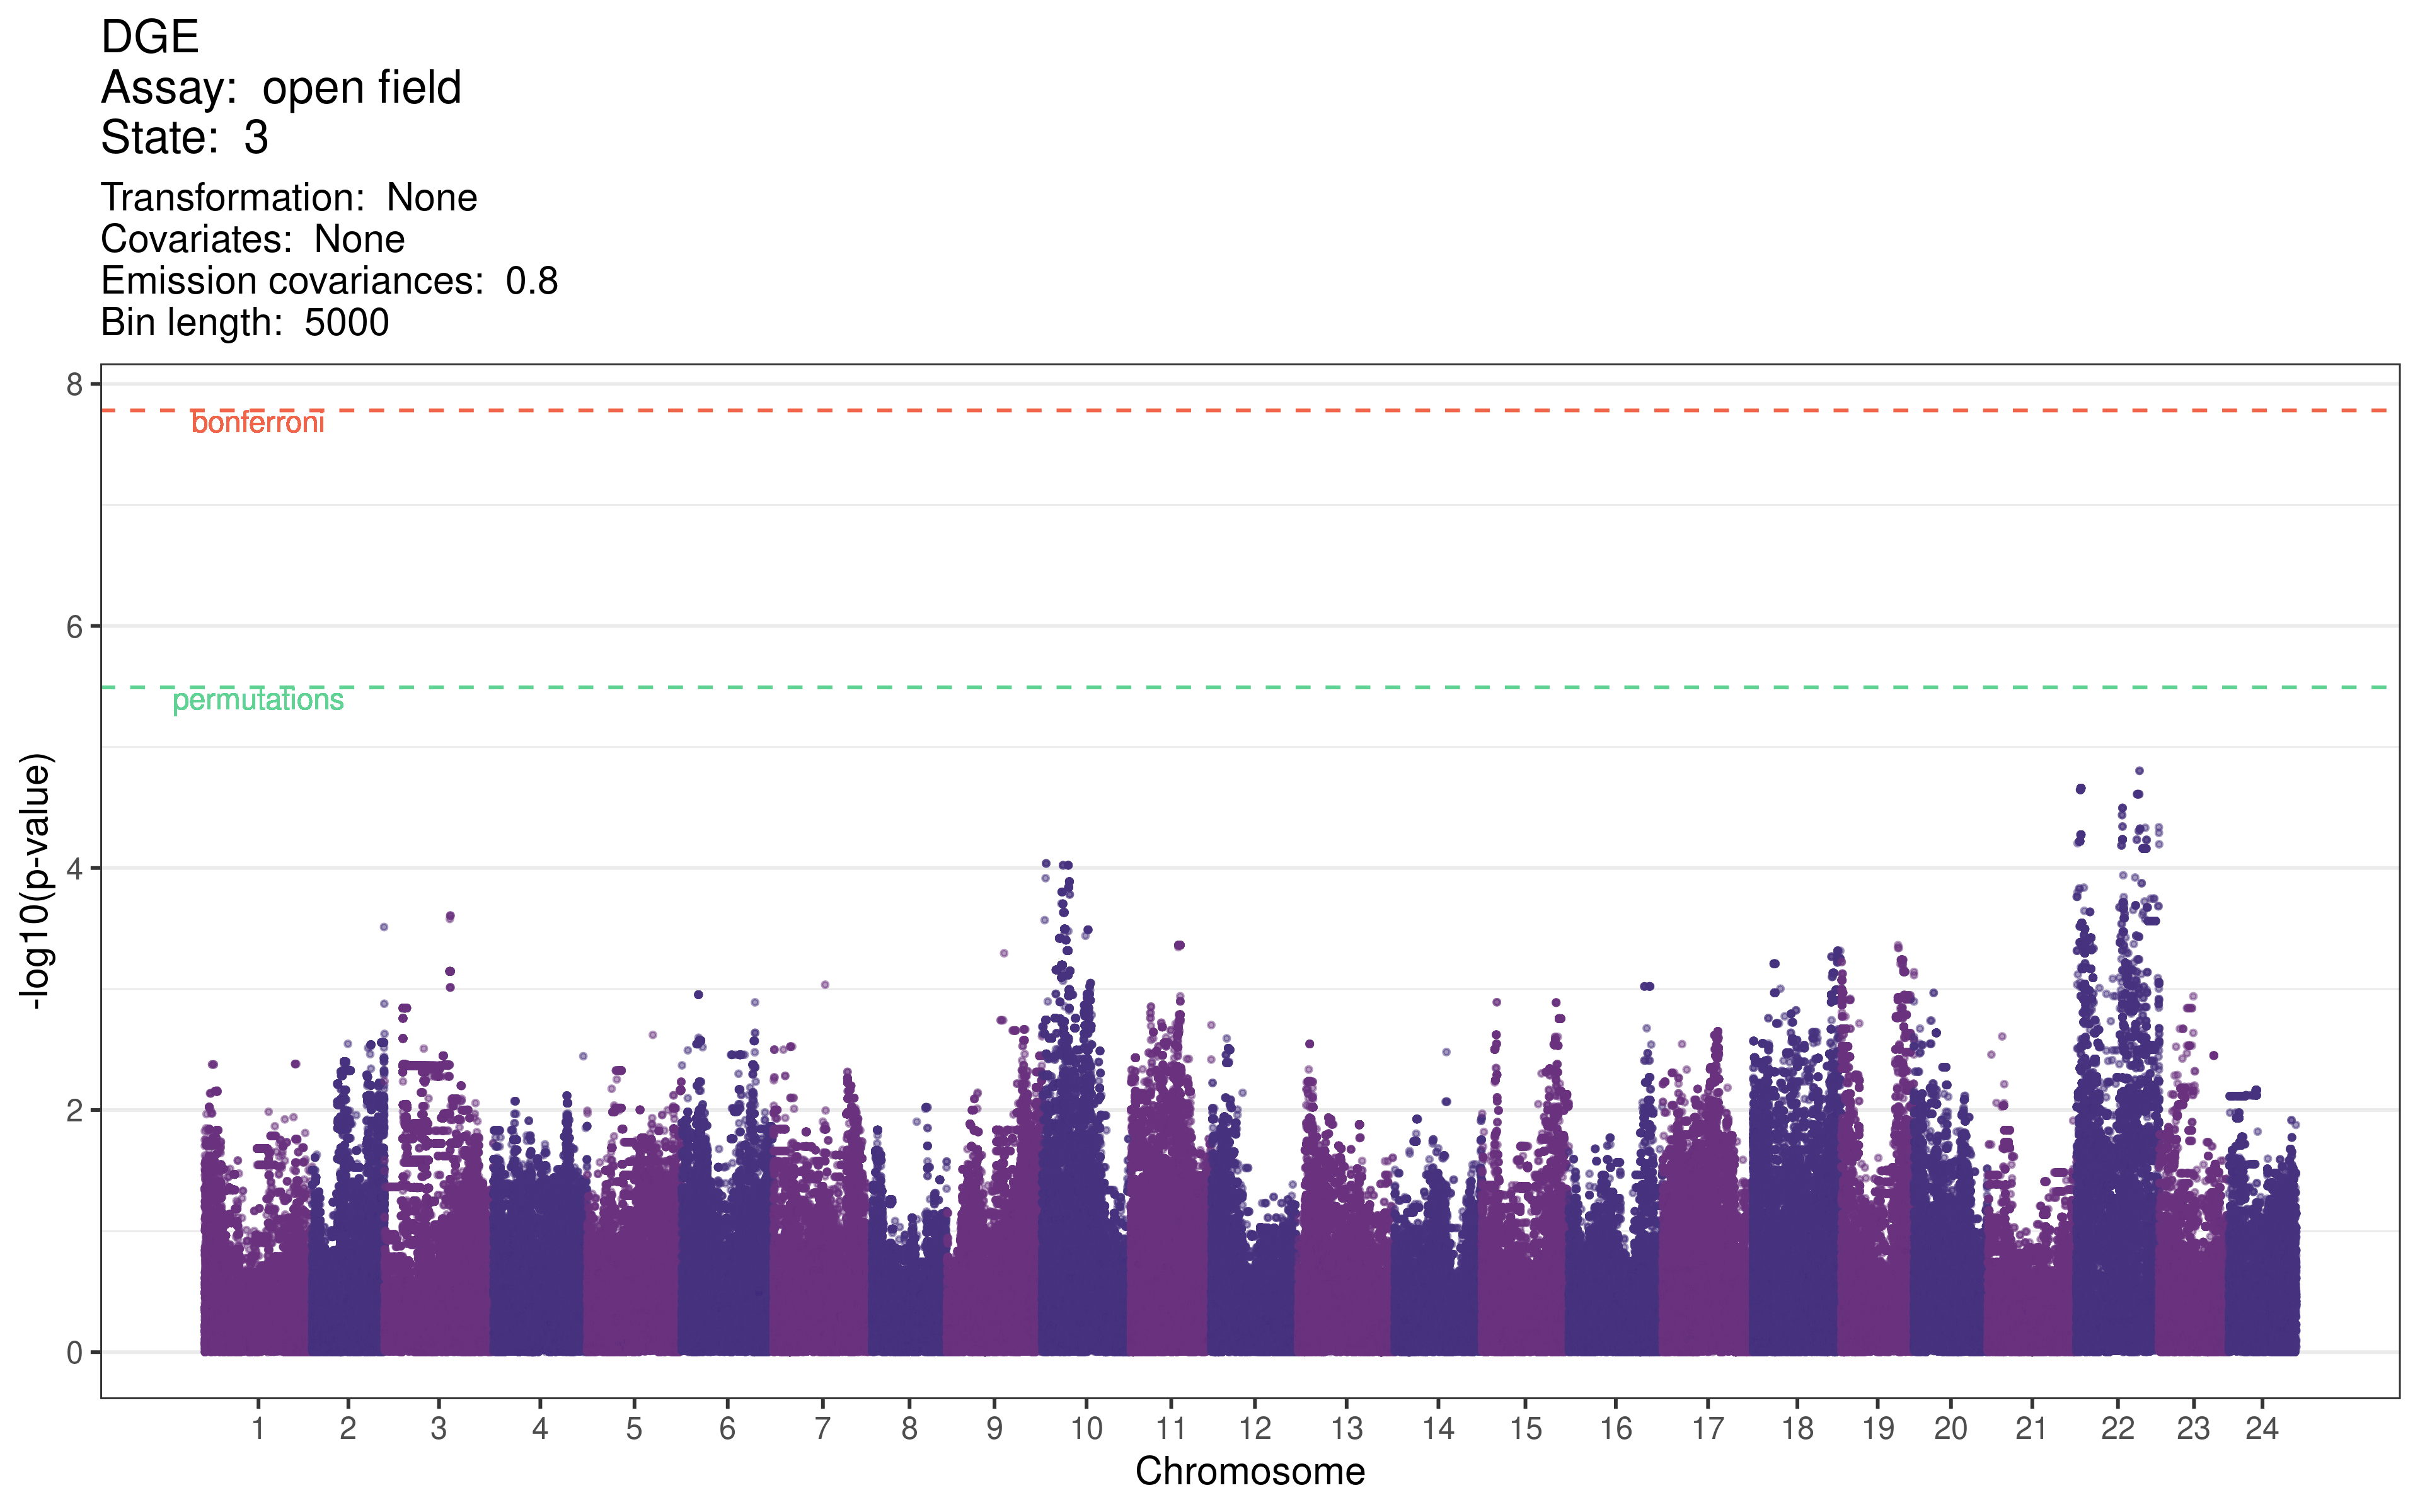 DGE
Assay: open field
State: 3
Transformation: None
Covariates: None
Emission covariances: 0.8
Bin length: 5000
8
bonferroni
6
permutations
4
2
0
-log10(p-value)
1 2 3 4 5 6 7 8 9 10 11 12 13 14 15 16 17 18 19 20 21 22 23 24
Chromosome